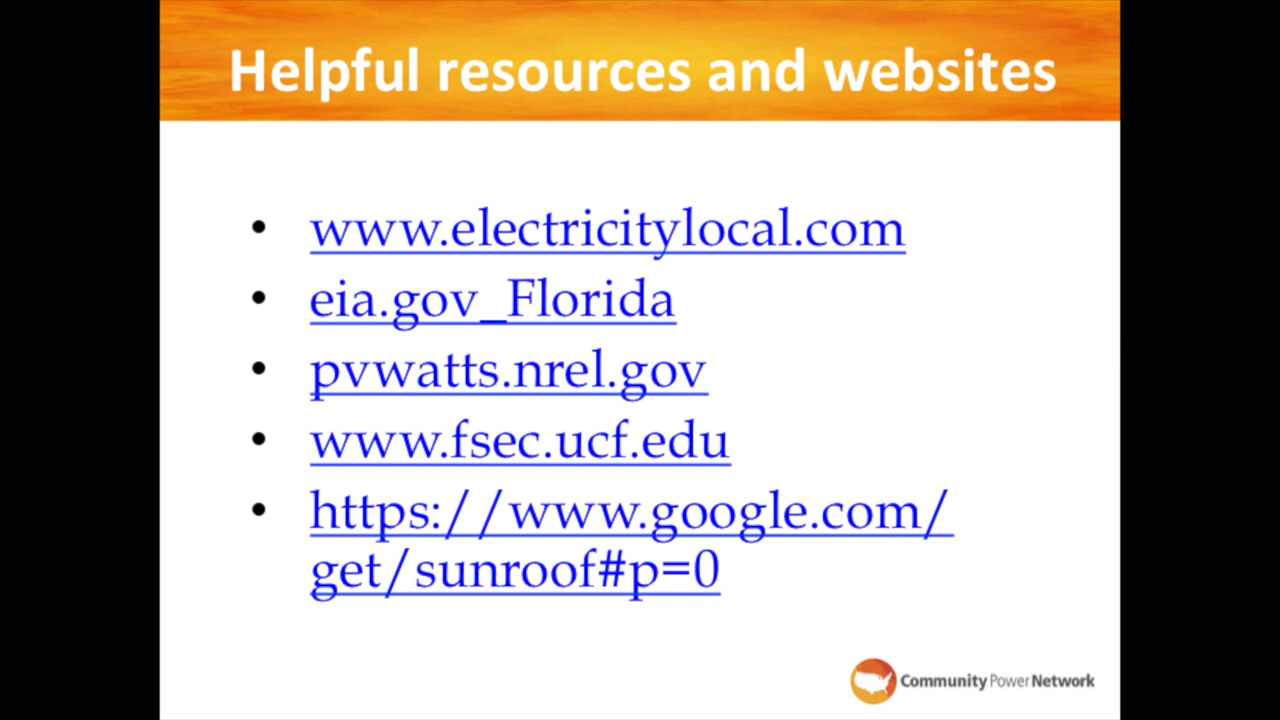 Helpful resources and websites
• www.electricitylocal.com
• eia.gov_Florida
• pvwatts.nrel.gov
• www.fsec.ucf.edu
• https://www.google.com/
get/sunroof#p=0
Community Power Network